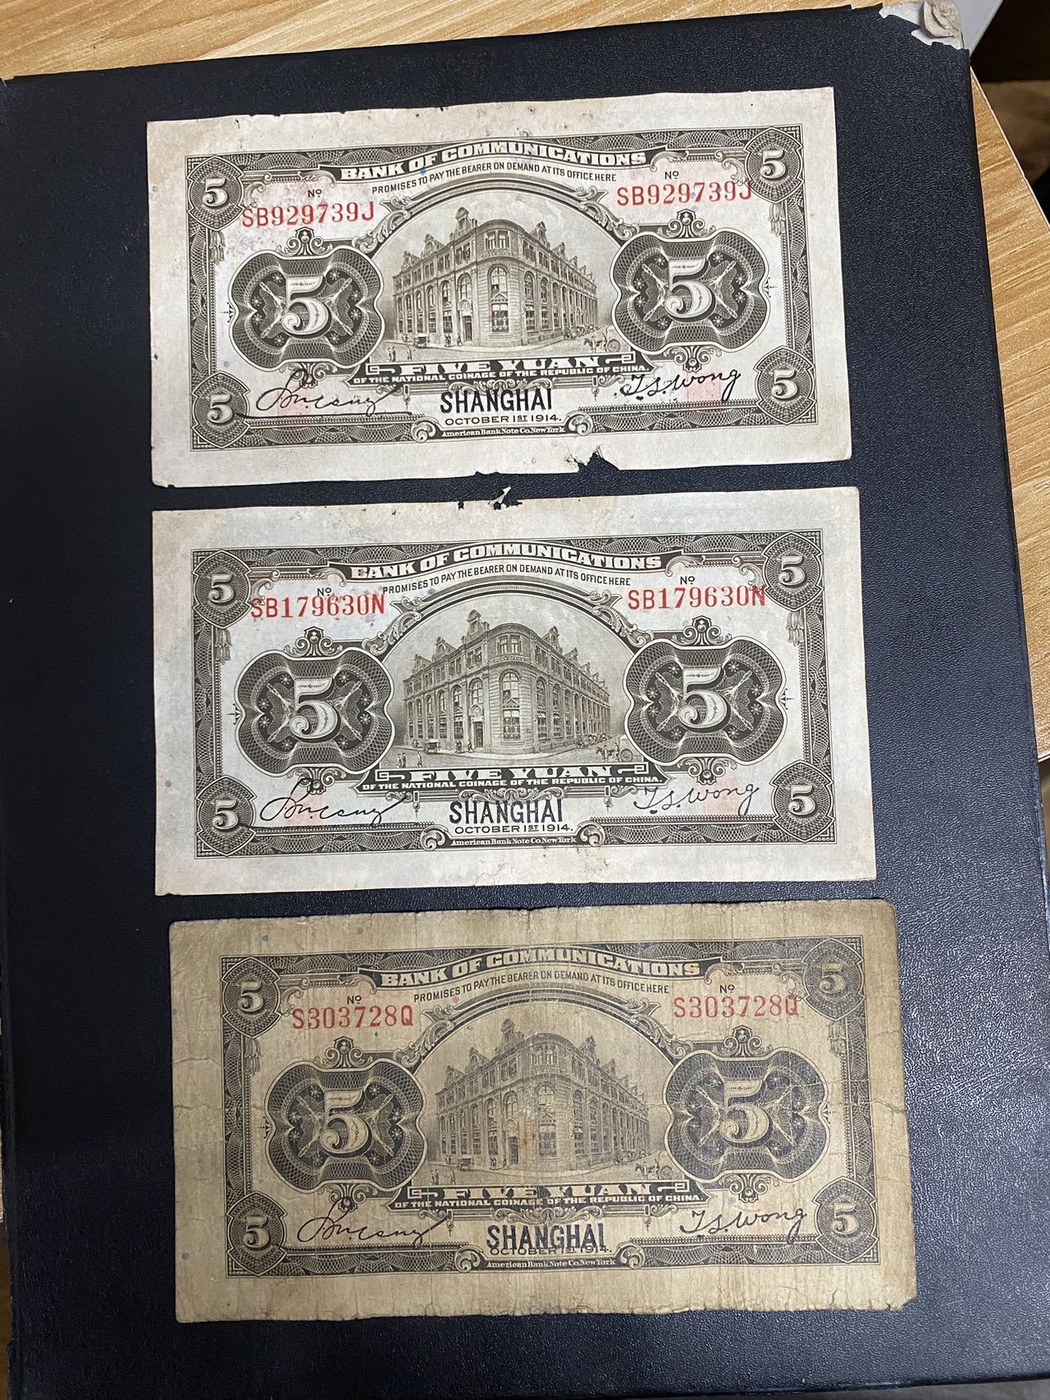 BANK OF COMMUNICATIONS
PROMISES TO PAY THE BEARER ON DEMAND AT ITS OFFICE HERE
5 5
Nº Nº
SB929739J SB929739J
5 5
FIVE YUAN
OF THE NATIONAL COINAGE OF THE REPUBLIC OF CHINA
T.S.Wong
SHANGHAI
5 5
OCTOBER 1ST 1914.
American Bank Note Co. New York.
BANK OF COMMUNICATIONS
PROMISES TO PAY THE BEARER ON DEMAND AT ITS OFFICE HERE
5 5
Nº Nº
SB179630N SB179630N
5 5
FIVE YUAN
OF THE NATIONAL COINAGE OF THE REPUBLIC OF CHINA
T.S.Wong
SHANGHAI
5 5
OCTOBER 1ST 1914.
American Bank Note Co. New York.
BANK OF COMMUNICATIONS
PROMISES TO PAY THE BEARER ON DEMAND AT ITS OFFICE HERE
5 5
Nº Nº
S303728Q S303728Q
5 5
FIVE YUAN
OF THE NATIONAL COINAGE OF THE REPUBLIC OF CHINA
T.S.Wong
SHANGHAI
5 5
OCTOBER 1ST 1914.
American Bank Note Co. New York